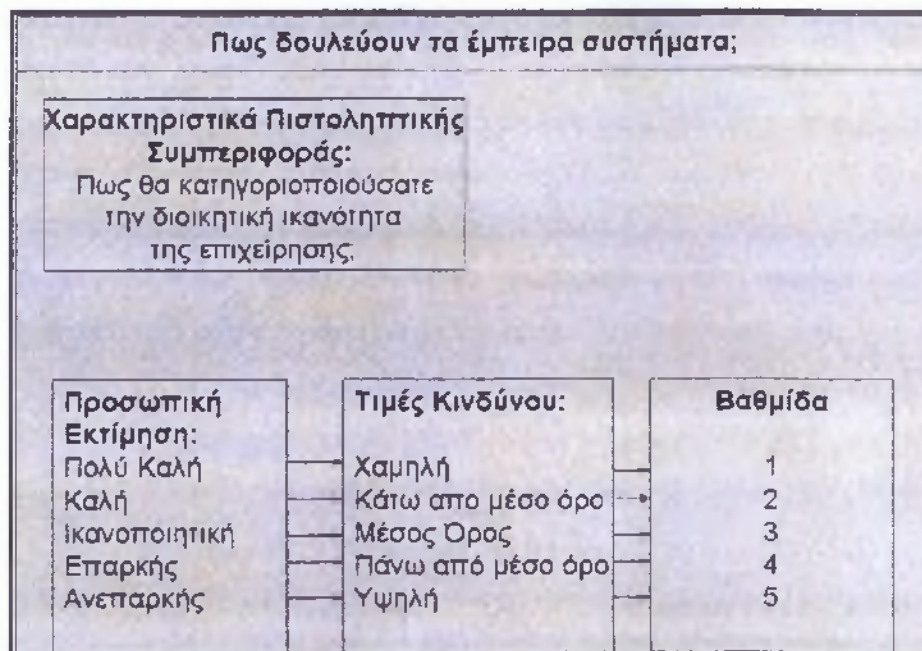 Πως δουλεύουν τα έμπειρα συστήματα;
Χαρακτηριστικά Πιστοληπτικής
Συμπεριφοράς:
Πως θα κατηγοριοποιούσατε
την διοικητική ικανότητα
της επιχείρησης;
Προσωπική
Εκτίμηση:
Πολύ Καλή
Καλή
Ικανοποιητική
Επαρκής
Ανεπαρκής
Τιμές Κινδύνου:
Χαμηλή
Κάτω απο μέσο όρο
Μέσος Όρος
Πάνω από μέσο όρο
Υψηλή
Βαθμίδα
1
2
3
4
5